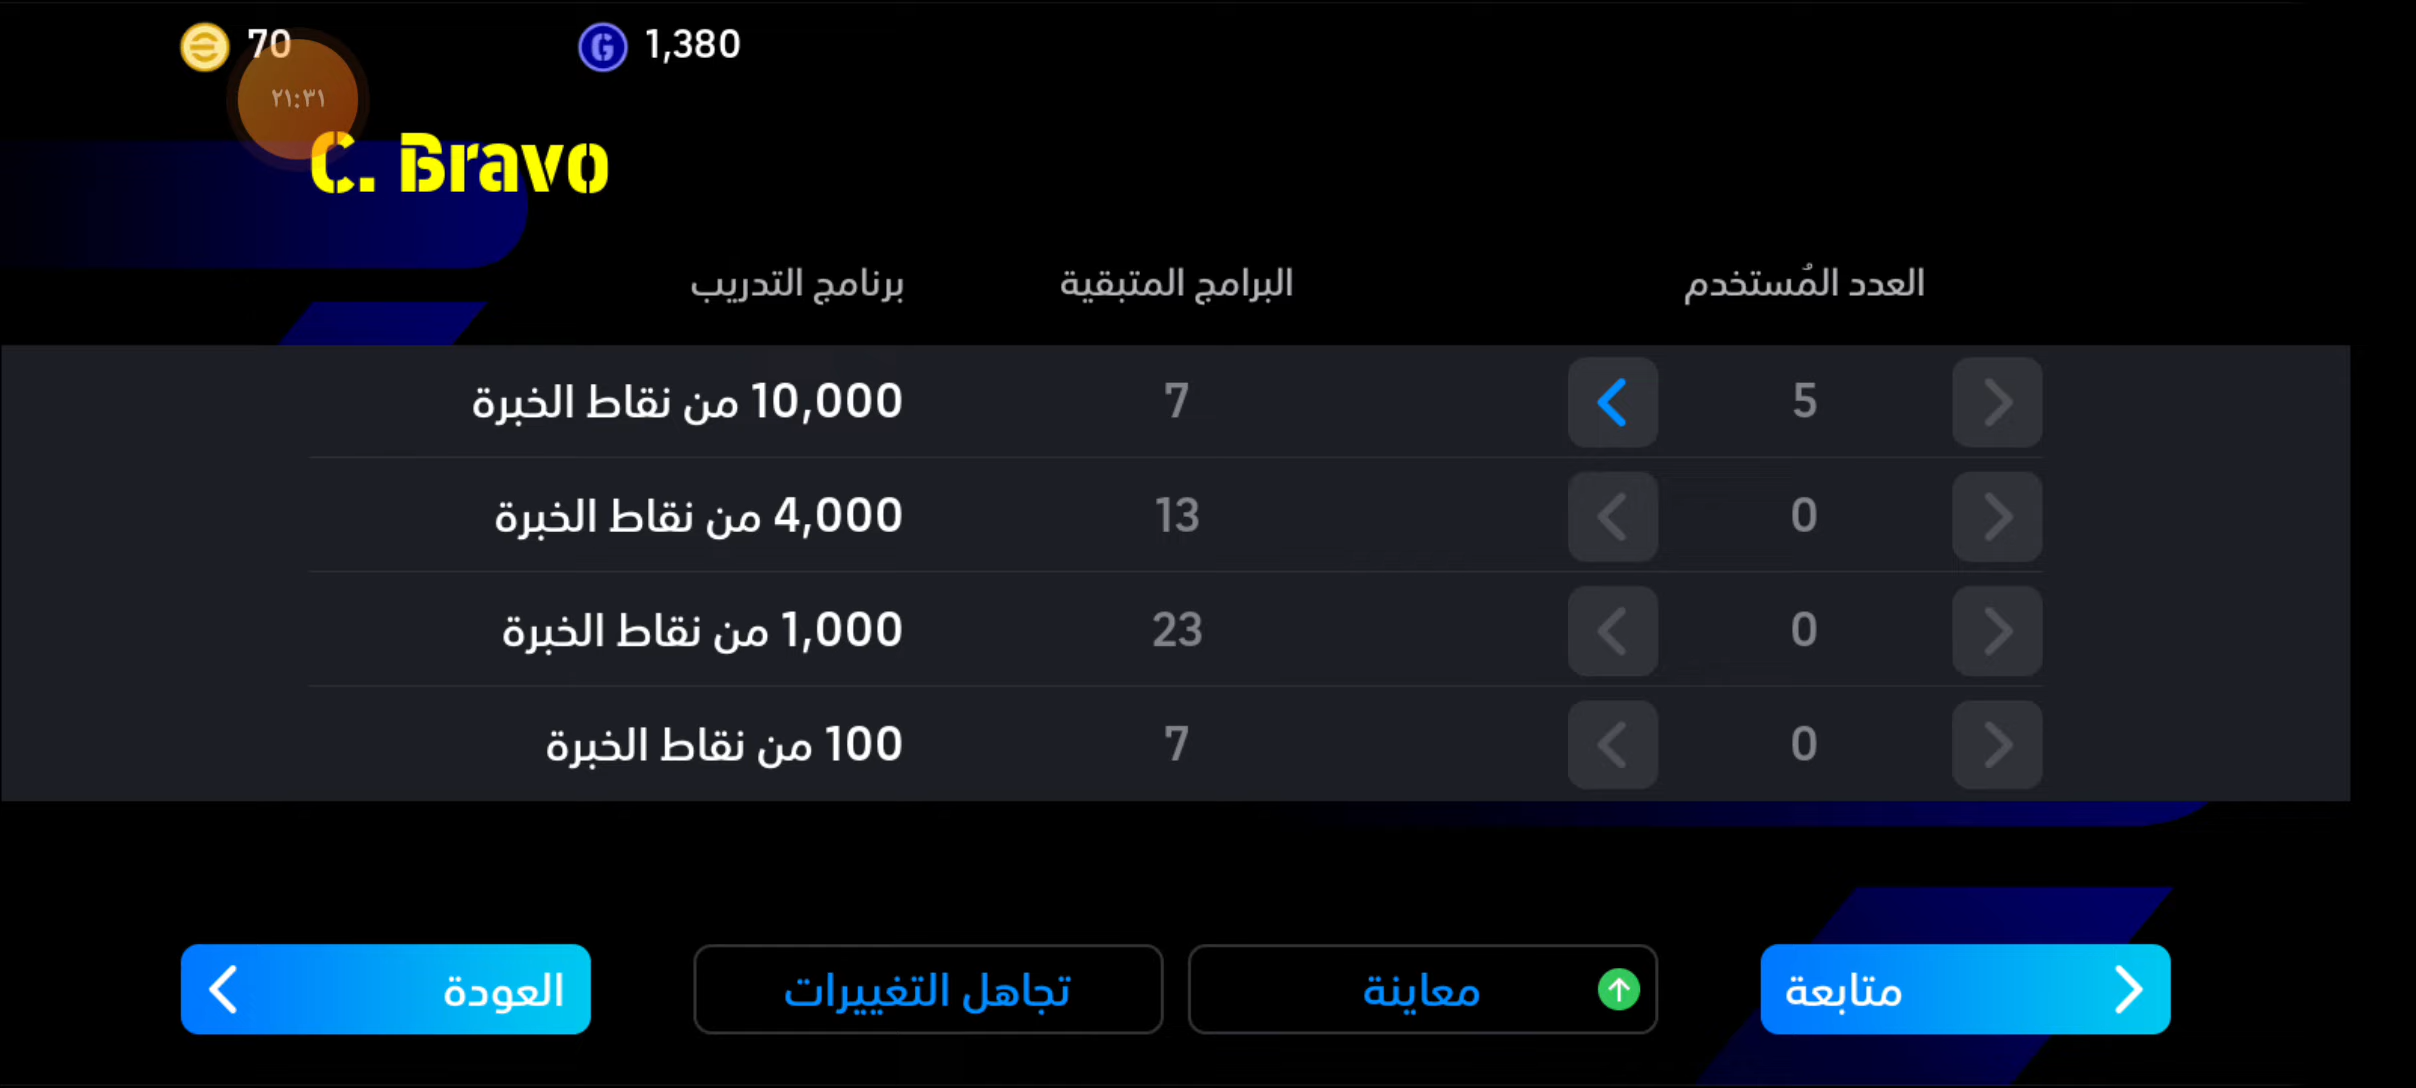 70
1,380
٢١:٣١
C. Bravo
برنامج التدريب
البرامج المتبقية
العدد المُستخدم
10,000 من نقاط الخبرة
7
5
4,000 من نقاط الخبرة
13
0
1,000 من نقاط الخبرة
23
0
100 من نقاط الخبرة
7
0
العودة
تجاهل التغييرات
معاينة
متابعة